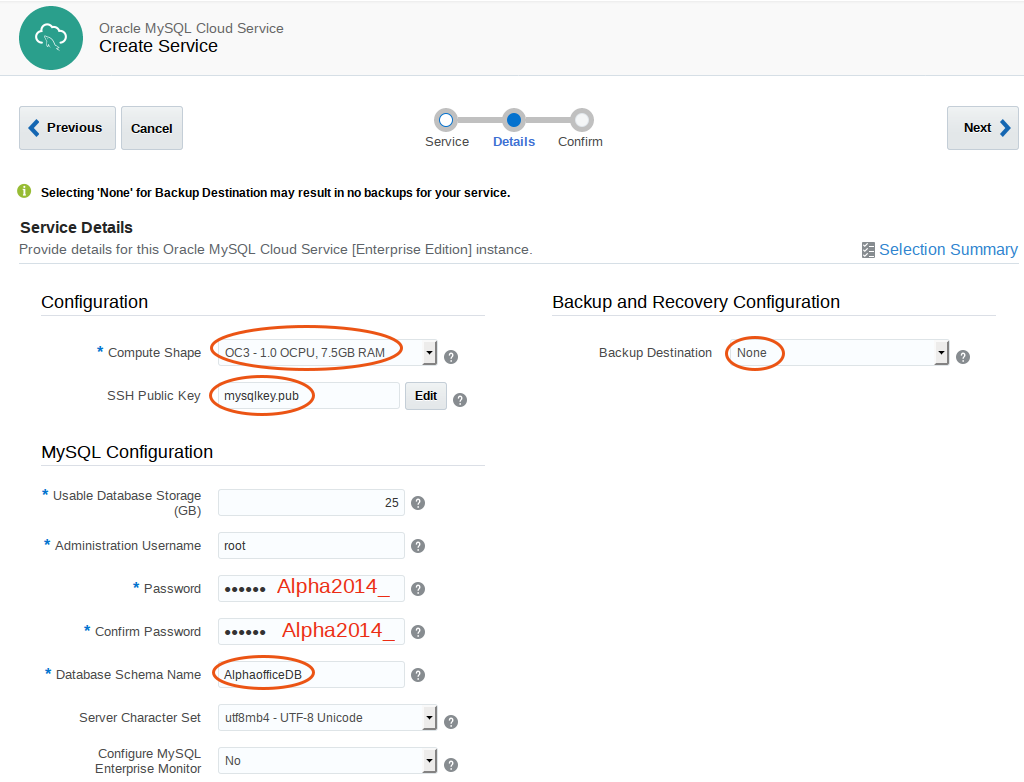 Oracle MySQL Cloud Service
Create Service
Previous
Cancel
Service
Details
Confirm
Next
Selecting 'None' for Backup Destination may result in no backups for your service.
Service Details
Provide details for this Oracle MySQL Cloud Service [Enterprise Edition] instance.
Selection Summary
Configuration
* Compute Shape OC3 - 1.0 OCPU, 7.5GB RAM
SSH Public Key mysqlkey.pub Edit
Backup and Recovery Configuration
Backup Destination None
MySQL Configuration
* Usable Database Storage
(GB) 25
* Administration Username root
* Password •••••• Alpha2014_
* Confirm Password •••••• Alpha2014_
* Database Schema Name AlphaofficeDB
Server Character Set utf8mb4 - UTF-8 Unicode
Configure MySQL
Enterprise Monitor No